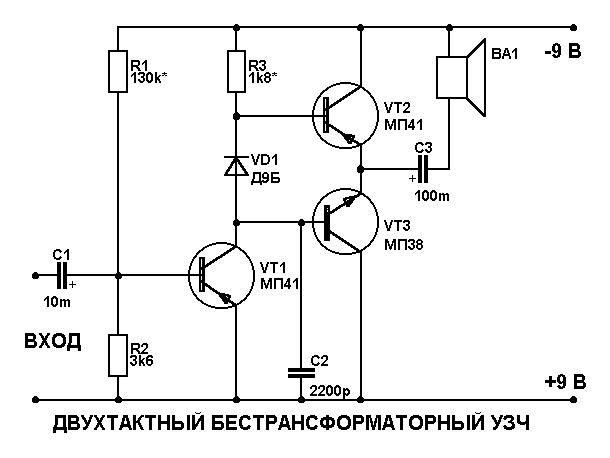 -9 В
R1
130k*
R3
1k8*
BA1
VT2
МП41
C3
+
100m
VD1
Д9Б
VT3
МП38
C1
+
10m
VT1
МП41
ВХОД
R2
3k6
C2
2200p
+9 В
ДВУХТАКТНЫЙ БЕСТРАНСФОРМАТОРНЫЙ УЗЧ